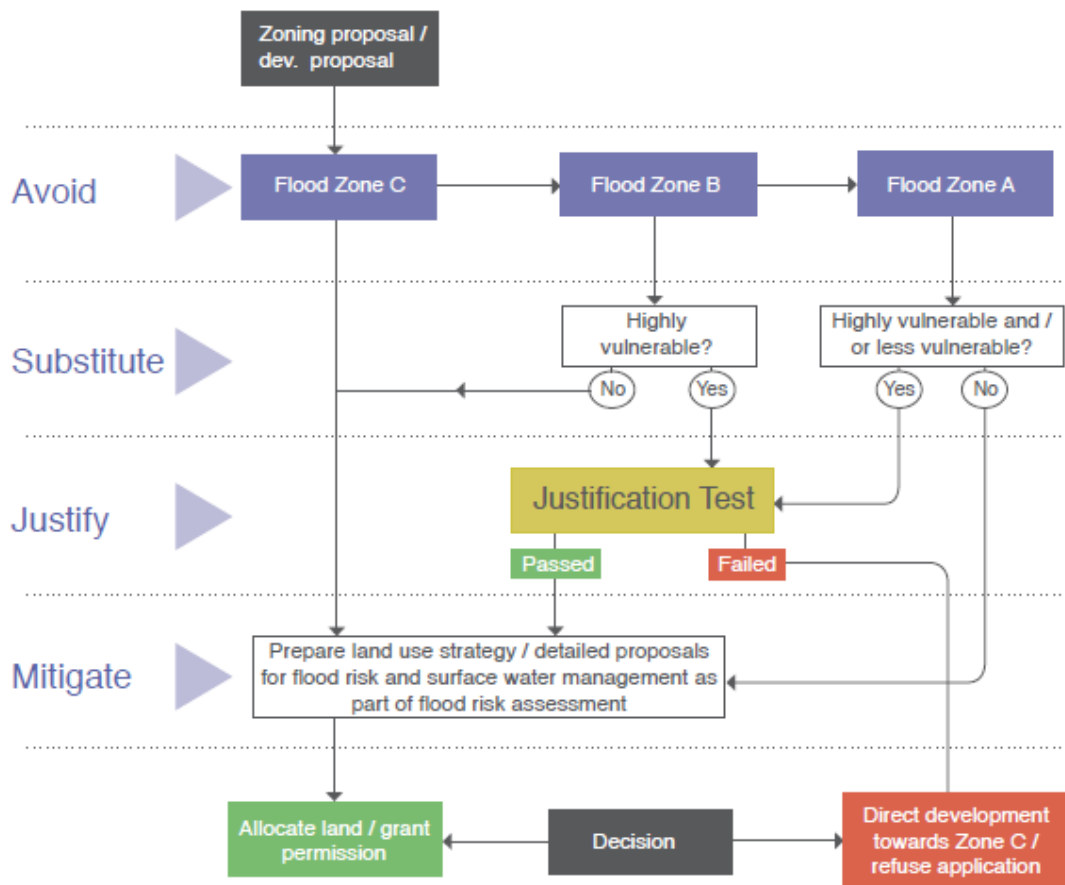 Zoning proposal /
dev. proposal
Avoid
Flood Zone C
Flood Zone B
Flood Zone A
Substitute
Highly
vulnerable?
Highly vulnerable and /
or less vulnerable?
No
Yes
Yes
No
Justify
Justification Test
Passed
Failed
Mitigate
Prepare land use strategy / detailed proposals
for flood risk and surface water management as
part of flood risk assessment
Allocate land / grant
permission
Decision
Direct development
towards Zone C /
refuse application